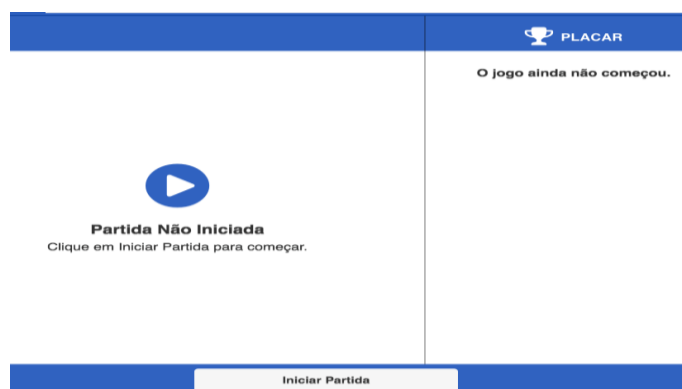 PLACAR
O jogo ainda não começou.
Partida Não Iniciada
Clique em Iniciar Partida para começar.
Iniciar Partida